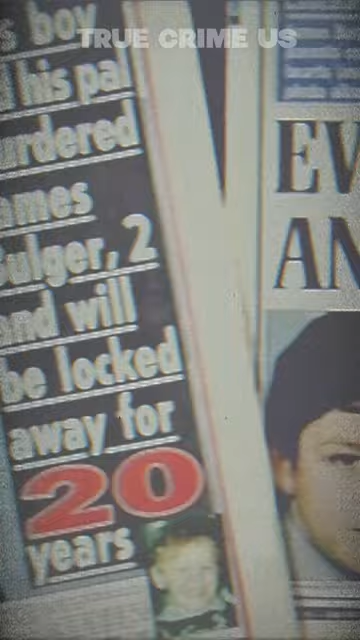 TRUE CRIME US
s boy
his pal
urdered
ames
ulger, 2
nd will
be locked
away for
20
years
EV
AN